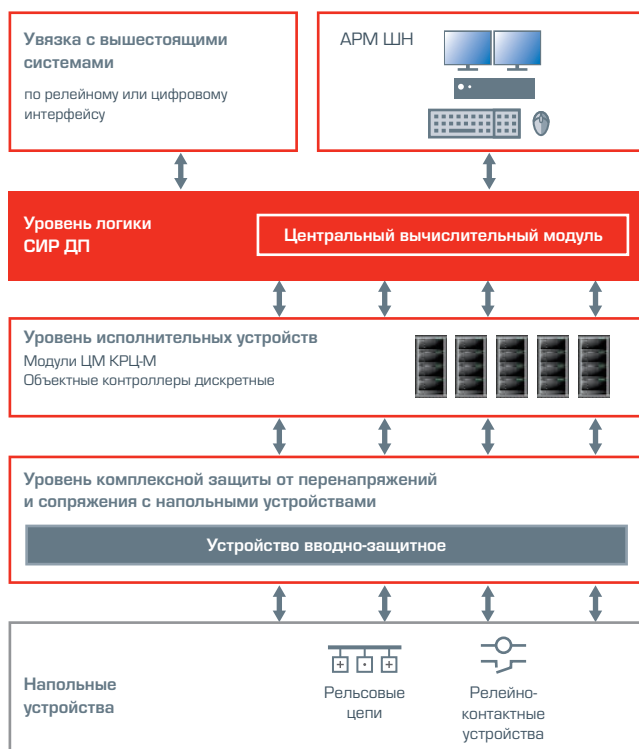 Увязка с вышестоящими
системами
по релейному или цифровому
интерфейсу
АРМ ШН
Уровень логики
СИР ДП
Центральный вычислительный модуль
Уровень исполнительных устройств
Модули ЦМ КРЦ-М
Объектные контроллеры дискретные
Уровень комплексной защиты от перенапряжений
и сопряжения с напольными устройствами
Устройство вводно-защитное
Напольные
устройства
Рельсовые
цепи
Релейно-
контактные
устройства